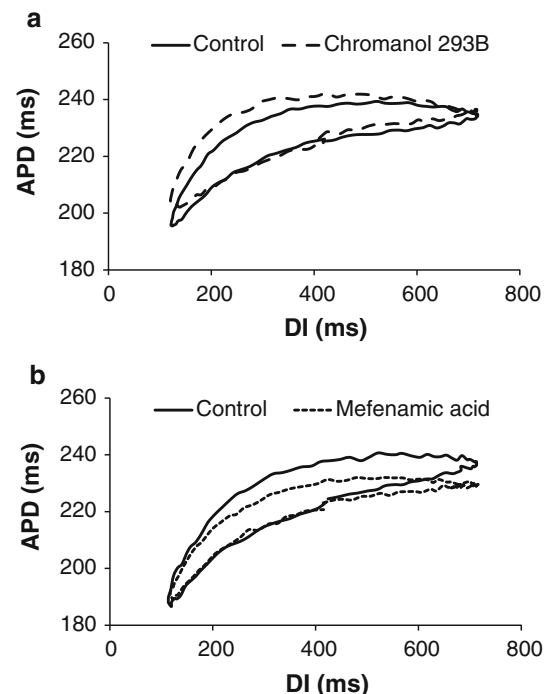 a
260
Control Chromanol 293B
240
220
200
180
APD (ms)
0 200 400 600 800
DI (ms)
b
260
Control Mefenamic acid
240
220
200
180
APD (ms)
0 200 400 600 800
DI (ms)